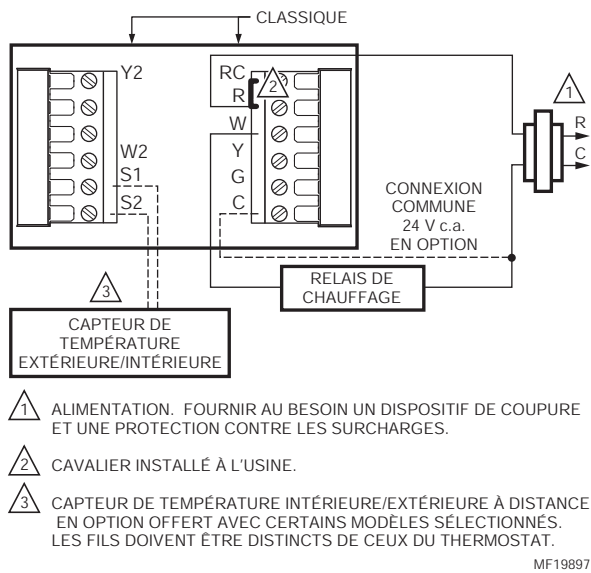 CLASSIQUE
Y2
W2
S1
S2
RC
R
W
Y
G
C
2
1
R
C
CONNEXION
COMMUNE
24 V c.a.
EN OPTION
RELAIS DE
CHAUFFAGE
3
CAPTEUR DE
TEMPÉRATURE
EXTÉRIEURE/INTÉRIEURE
1 ALIMENTATION. FOURNIR AU BESOIN UN DISPOSITIF DE COUPURE
ET UNE PROTECTION CONTRE LES SURCHARGES.
2 CAVALIER INSTALLÉ À L'USINE.
3 CAPTEUR DE TEMPÉRATURE INTÉRIEURE/EXTÉRIEURE À DISTANCE
EN OPTION OFFERT AVEC CERTAINS MODÈLES SÉLECTIONNÉS.
LES FILS DOIVENT ÊTRE DISTINCTS DE CEUX DU THERMOSTAT.
MF19897